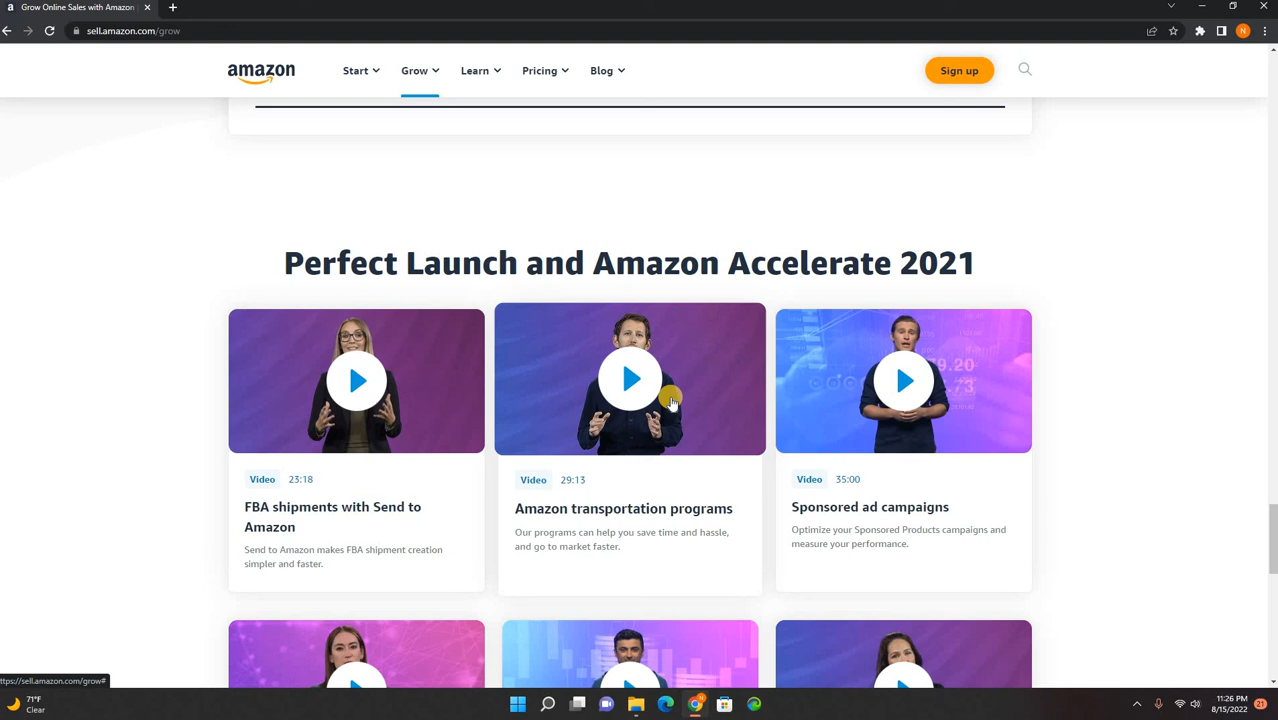 Grow Online Sales with Amazon
sell.amazon.com/grow
N
amazon
Start
Grow
Learn
Pricing
Blog
Sign up
Perfect Launch and Amazon Accelerate 2021
Video 23:18
FBA shipments with Send to
Amazon
Send to Amazon makes FBA shipment creation
simpler and faster.
Video 29:13
Amazon transportation programs
Our programs can help you save time and hassle,
and go to market faster.
Video 35:00
Sponsored ad campaigns
Optimize your Sponsored Products campaigns and
measure your performance.
ttps://sell.amazon.com/grow#
71°F
Clear
11:26 PM
8/15/2022
21